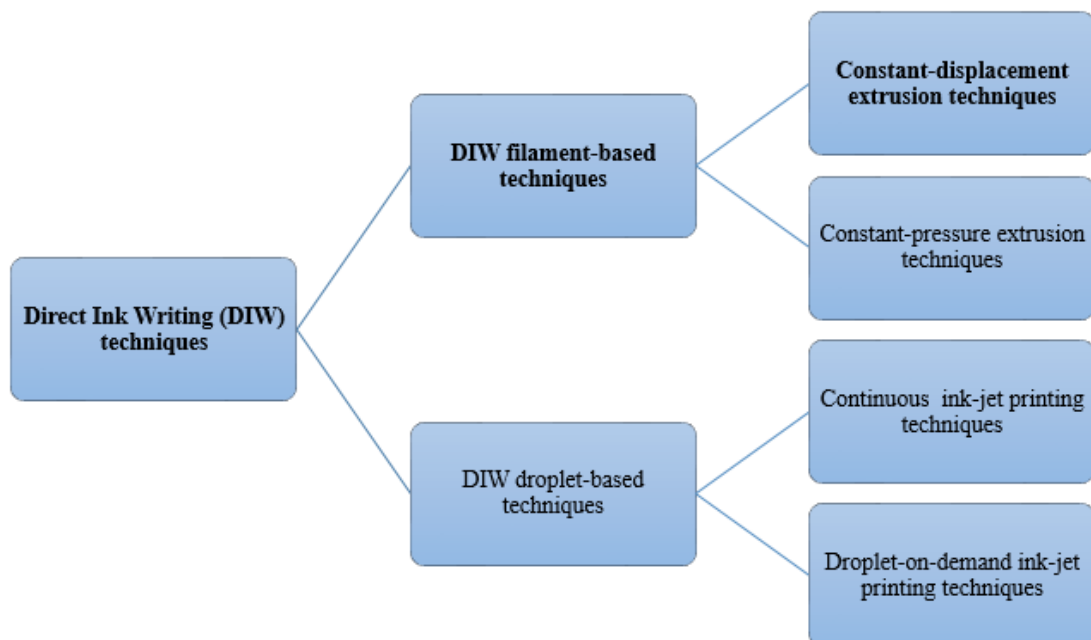 Constant-displacement
extrusion techniques
DIW filament-based
techniques
Constant-pressure extrusion
techniques
Direct Ink Writing (DIW)
techniques
Continuous ink-jet printing
techniques
DIW droplet-based
techniques
Droplet-on-demand ink-jet
printing techniques